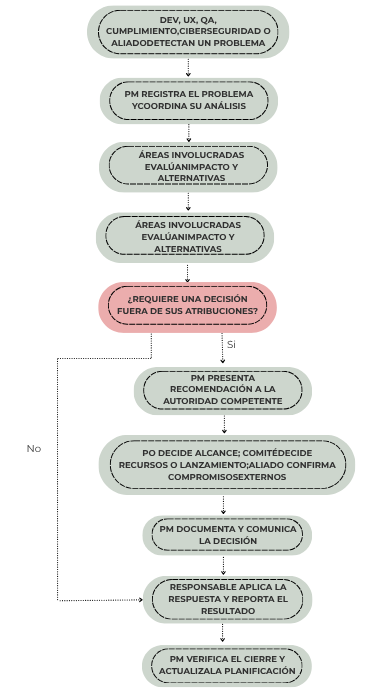 DEV, UX, QA,
CUMPLIMIENTO,CIBERSEGURIDAD O
ALIADODETECTAN UN PROBLEMA
PM REGISTRA EL PROBLEMA
YCOORDINA SU ANÁLISIS
ÁREAS INVOLUCRADAS
EVALÚANIMPACTO Y
ALTERNATIVAS
ÁREAS INVOLUCRADAS
EVALÚANIMPACTO Y
ALTERNATIVAS
¿REQUIERE UNA DECISIÓN
FUERA DE SUS ATRIBUCIONES?
Si
PM PRESENTA
RECOMENDACIÓN A LA
AUTORIDAD COMPETENTE
No
PO DECIDE ALCANCE; COMITÉDECIDE
RECURSOS O LANZAMIENTO;ALIADO CONFIRMA
COMPROMISOSEXTERNOS
PM DOCUMENTA Y COMUNICA
LA DECISIÓN
RESPONSABLE APLICA LA
RESPUESTA Y REPORTA EL
RESULTADO
PM VERIFICA EL CIERRE Y
ACTUALIZALA PLANIFICACIÓN